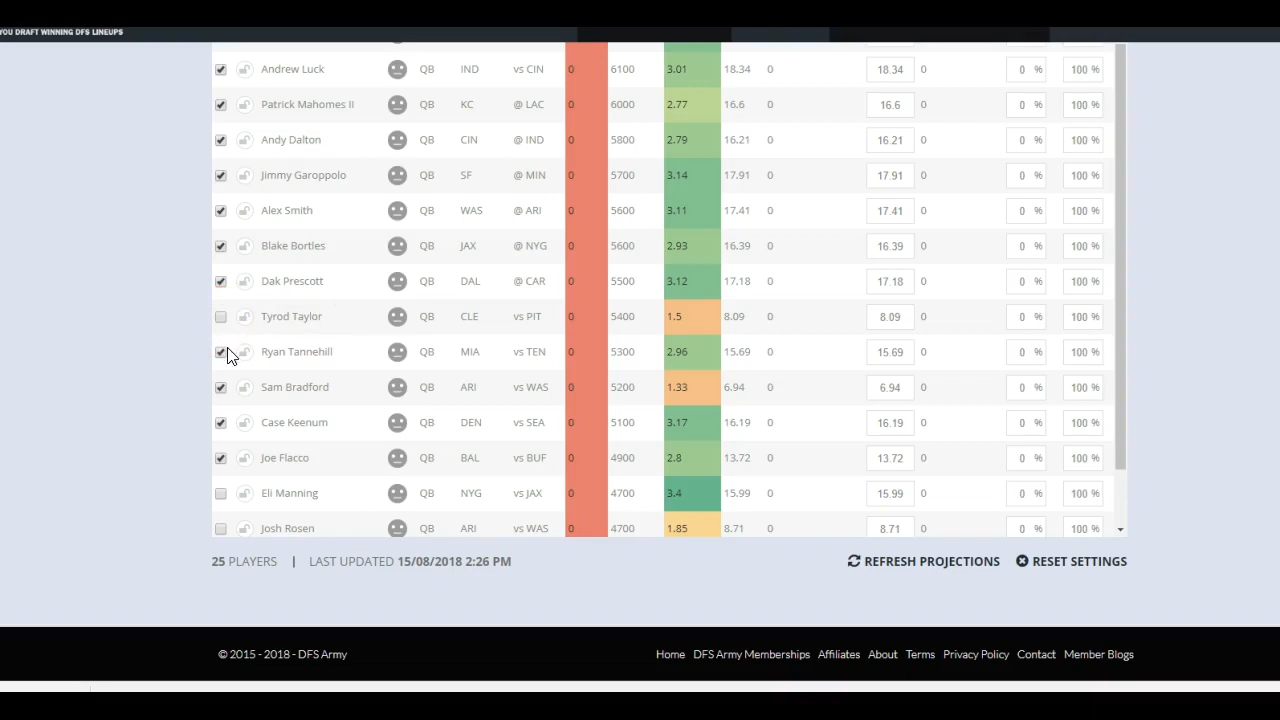 YOU DRAFT WINNING DFS LINEUPS
Andrew Luck QB IND vs CIN 0 6100 3.01 18.34 0 18.34 0 0 % 100 %
Patrick Mahomes II QB KC @ LAC 0 6000 2.77 16.6 0 16.6 0 0 % 100 %
Andy Dalton QB CIN @ IND 0 5800 2.79 16.21 0 16.21 0 0 % 100 %
Jimmy Garoppolo QB SF @ MIN 0 5700 3.14 17.91 0 17.91 0 0 % 100 %
Alex Smith QB WAS @ ARI 0 5600 3.11 17.41 0 17.41 0 0 % 100 %
Blake Bortles QB JAX @ NYG 0 5600 2.93 16.39 0 16.39 0 0 % 100 %
Dak Prescott QB DAL @ CAR 0 5500 3.12 17.18 0 17.18 0 0 % 100 %
Tyrod Taylor QB CLE vs PIT 0 5400 1.5 8.09 0 8.09 0 0 % 100 %
Ryan Tannehill QB MIA vs TEN 0 5300 2.96 15.69 0 15.69 0 0 % 100 %
Sam Bradford QB ARI vs WAS 0 5200 1.33 6.94 0 6.94 0 0 % 100 %
Case Keenum QB DEN vs SEA 0 5100 3.17 16.19 0 16.19 0 0 % 100 %
Joe Flacco QB BAL vs BUF 0 4900 2.8 13.72 0 13.72 0 0 % 100 %
Eli Manning QB NYG vs JAX 0 4700 3.4 15.99 0 15.99 0 0 % 100 %
Josh Rosen QB ARI vs WAS 0 4700 1.85 8.71 0 8.71 0 0 % 100 %
25 PLAYERS | LAST UPDATED 15/08/2018 2:26 PM REFRESH PROJECTIONS RESET SETTINGS
© 2015 - 2018 - DFS Army Home DFS Army Memberships Affiliates About Terms Privacy Policy Contact Member Blogs